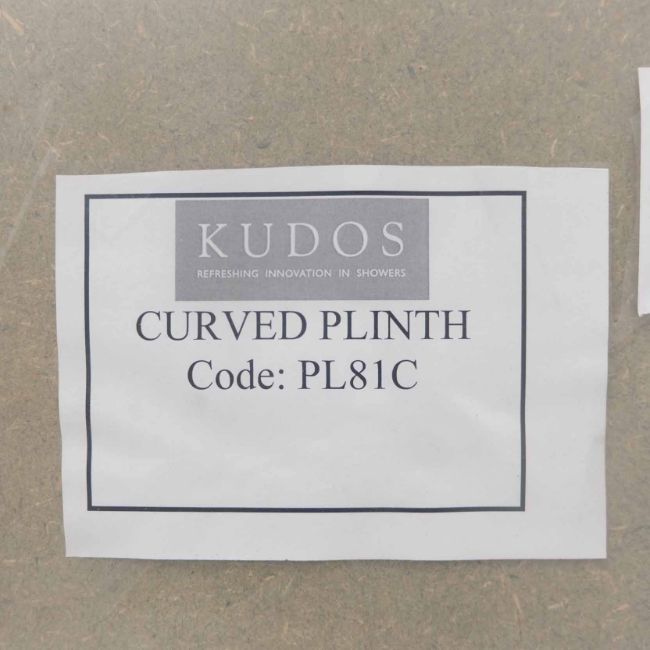 KUDOS
REFRESHING INNOVATION IN SHOWERS
CURVED PLINTH
Code: PL81C